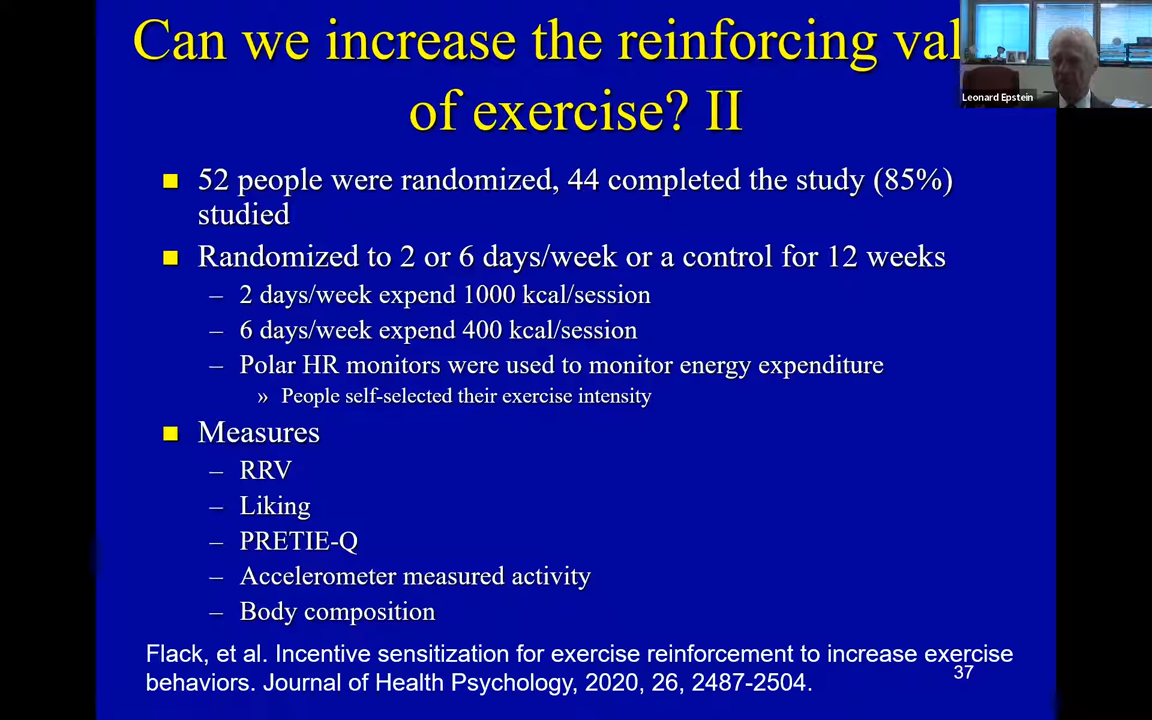 Can we increase the reinforcing val
of exercise? II
Leonard Epstein
■ 52 people were randomized, 44 completed the study (85%)
studied
■ Randomized to 2 or 6 days/week or a control for 12 weeks
– 2 days/week expend 1000 kcal/session
– 6 days/week expend 400 kcal/session
– Polar HR monitors were used to monitor energy expenditure
» People self-selected their exercise intensity
■ Measures
– RRV
– Liking
– PRETIE-Q
– Accelerometer measured activity
– Body composition
Flack, et al. Incentive sensitization for exercise reinforcement to increase exercise
behaviors. Journal of Health Psychology, 2020, 26, 2487-2504.
37